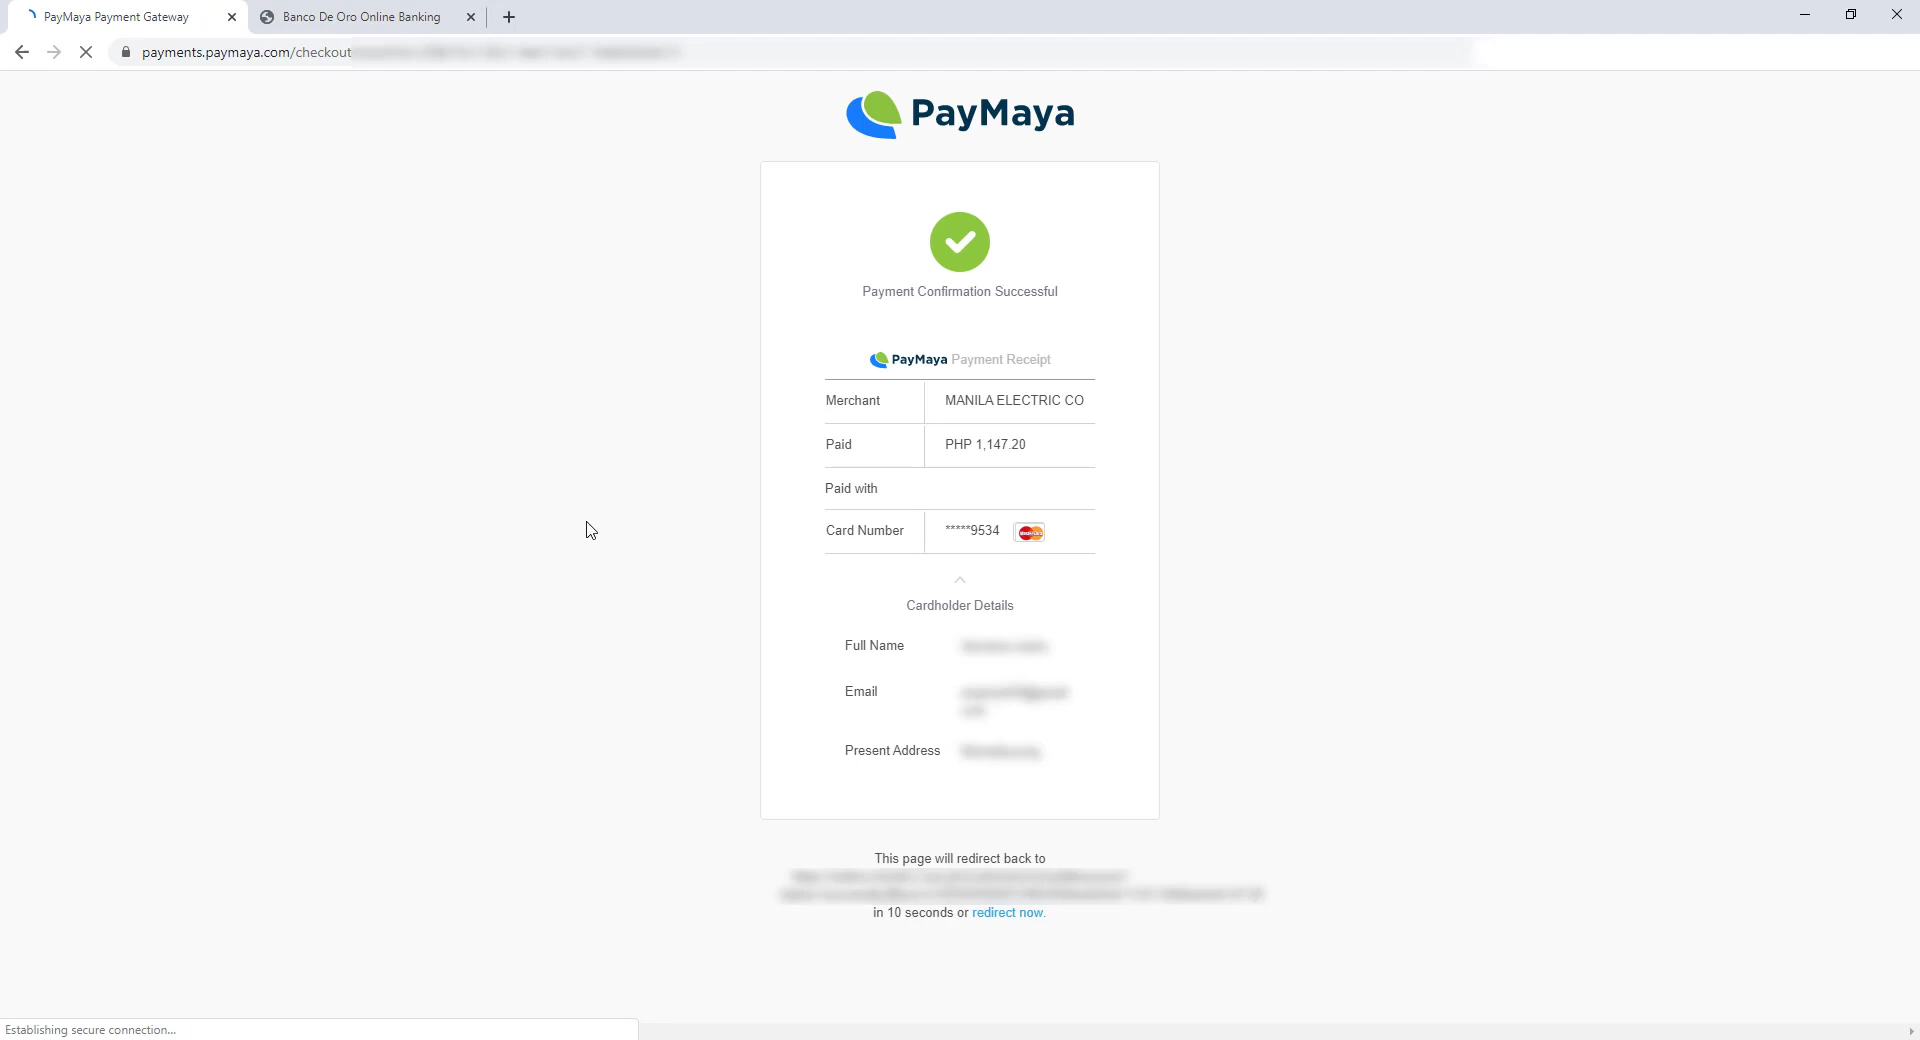 PayMaya Payment Gateway
Banco De Oro Online Banking
payments.paymaya.com/checkout
PayMaya
Payment Confirmation Successful
PayMaya Payment Receipt
Merchant MANILA ELECTRIC CO
Paid PHP 1,147.20
Paid with
Card Number *****9534
Cardholder Details
Full Name
Email
Present Address
This page will redirect back to
in 10 seconds or redirect now.
Establishing secure connection...